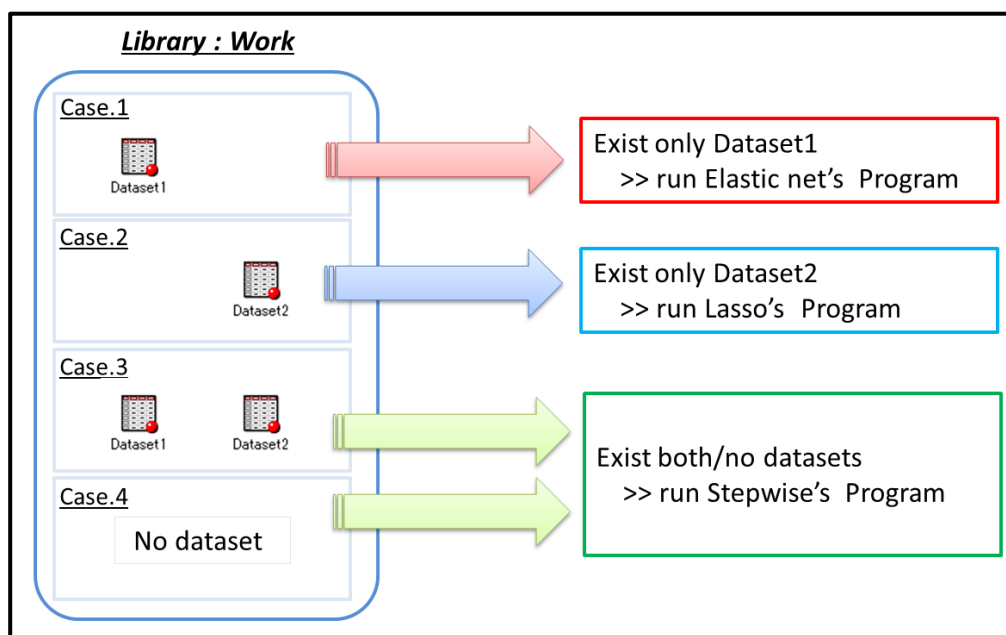 Library : Work
Case.1
Dataset1
Exist only Dataset1
>> run Elastic net's Program
Case.2
Dataset2
Exist only Dataset2
>> run Lasso's Program
Case.3
Dataset1
Dataset2
Case.4
No dataset
Exist both/no datasets
>> run Stepwise's Program